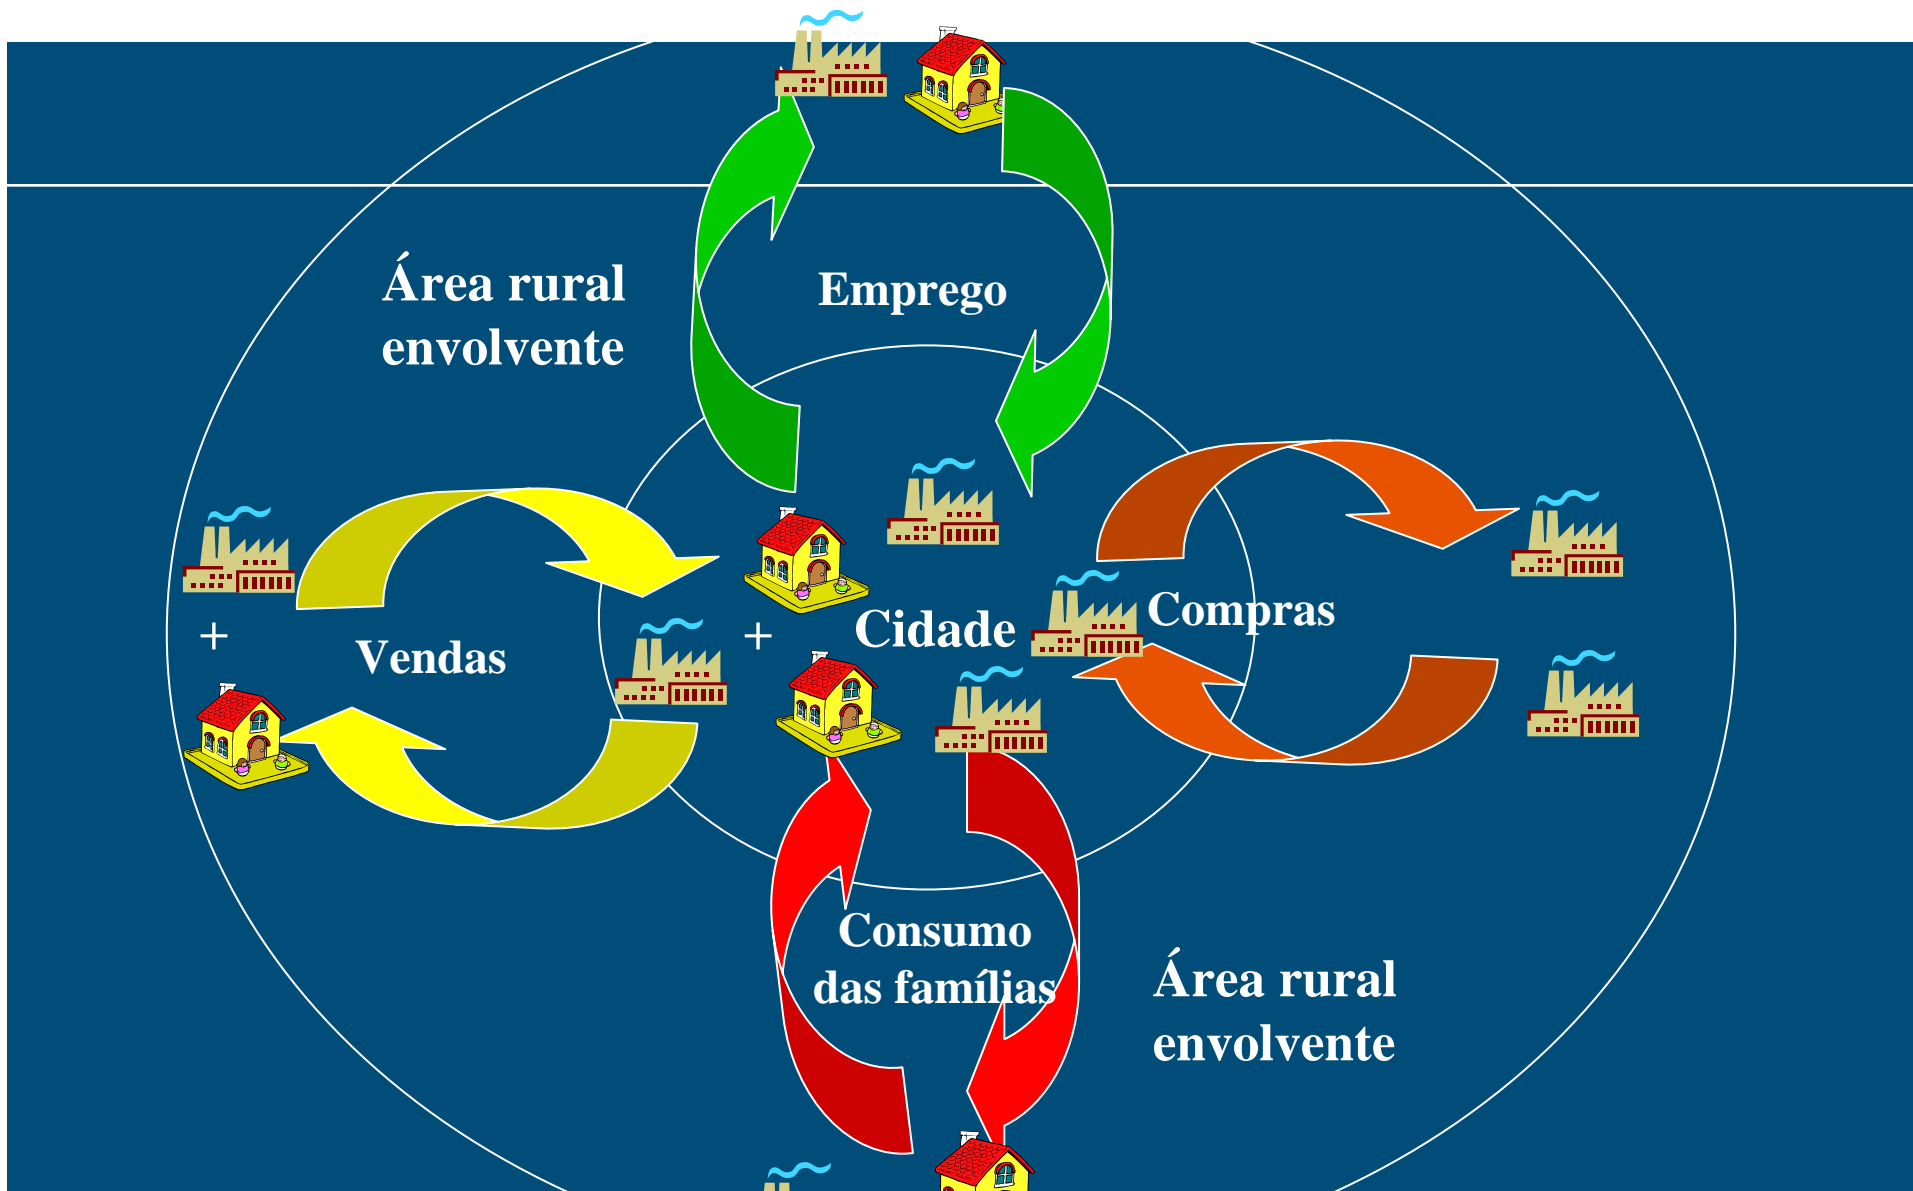 Área rural
envolvente
Emprego
+
Vendas
+
Cidade
Compras
Consumo
das famílias
Área rural
envolvente